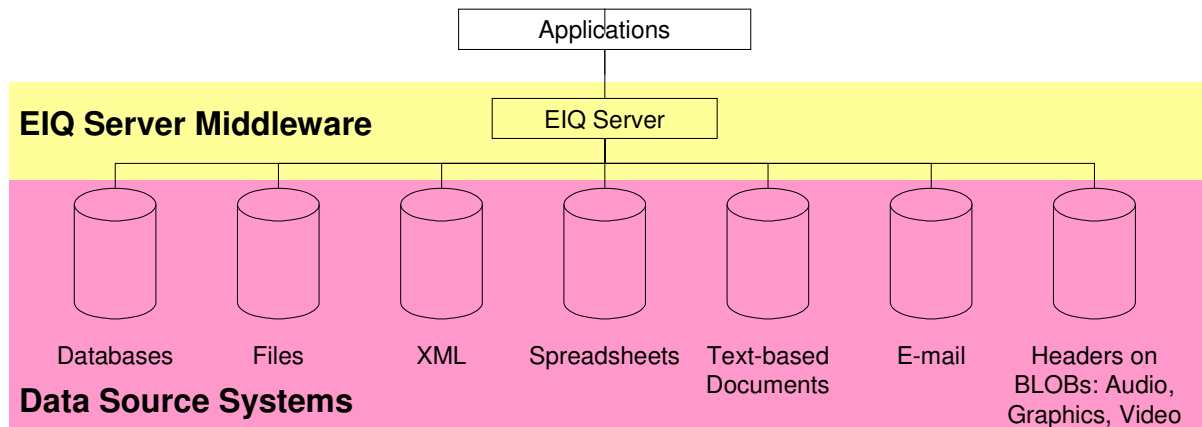 Applications
EIQ Server Middleware
EIQ Server
Databases
Files
XML
Spreadsheets
Text-based
Documents
E-mail
Headers on
BLOBs: Audio,
Graphics, Video
Data Source Systems